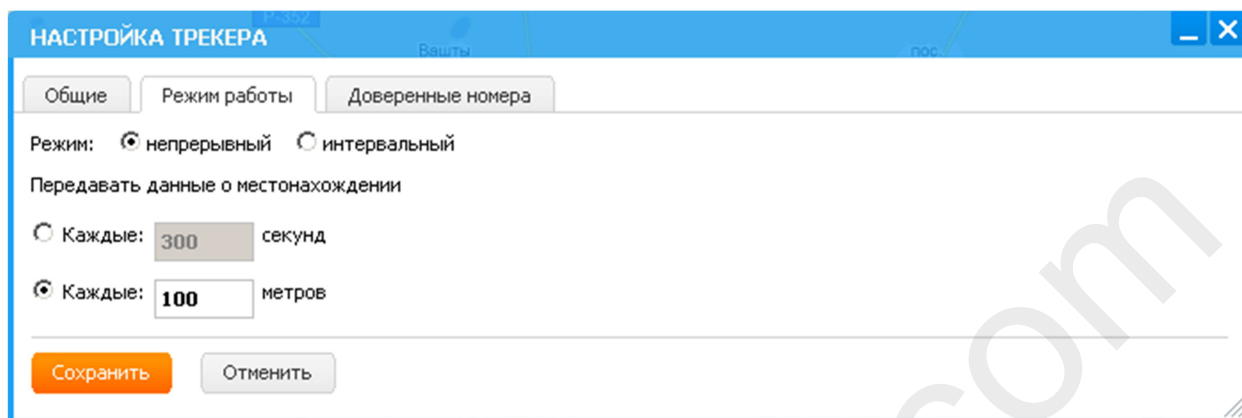 Р-352
НАСТРОЙКА ТРЕКЕРА
Вашты
пос.
Общие Режим работы Доверенные номера
Режим: непрерывный интервальный
Передавать данные о местонахождении
Каждые: 300 секунд
Каждые: 100 метров
Сохранить Отменить
com